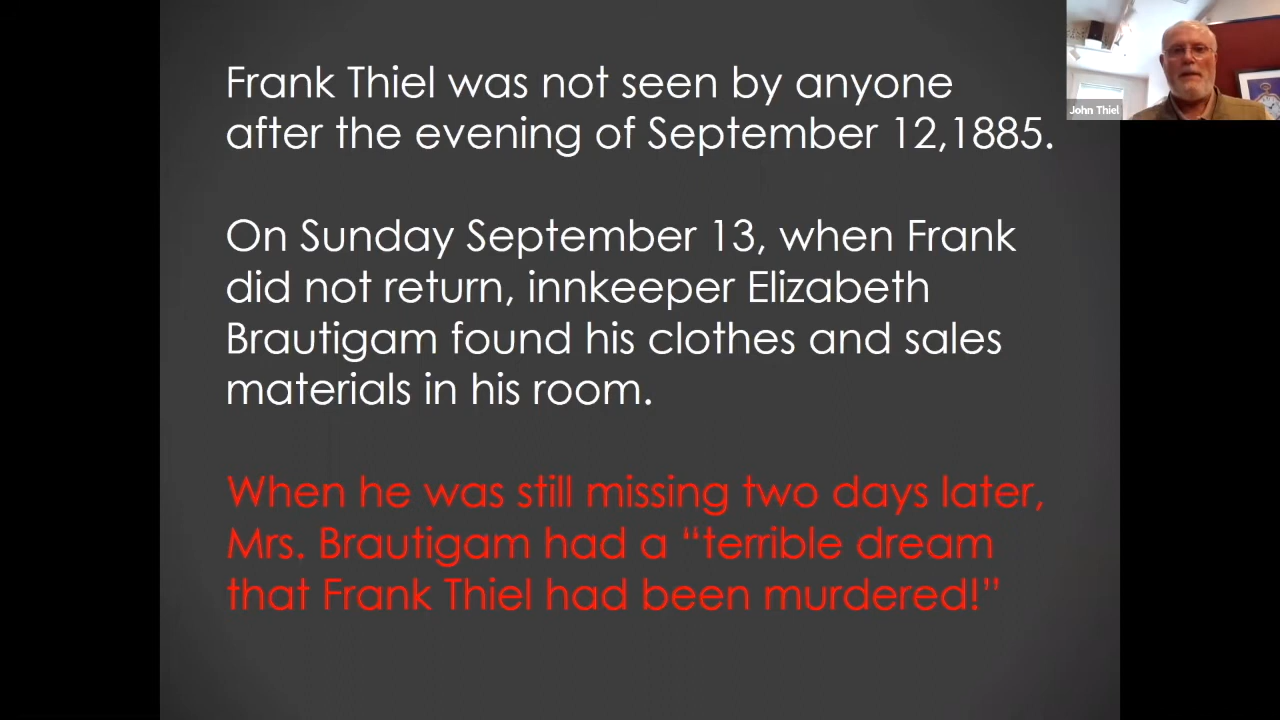 Frank Thiel was not seen by anyone
after the evening of September 12,1885.
On Sunday September 13, when Frank
did not return, innkeeper Elizabeth
Brautigam found his clothes and sales
materials in his room.
When he was still missing two days later,
Mrs. Brautigam had a “terrible dream
that Frank Thiel had been murdered!”
John Thiel